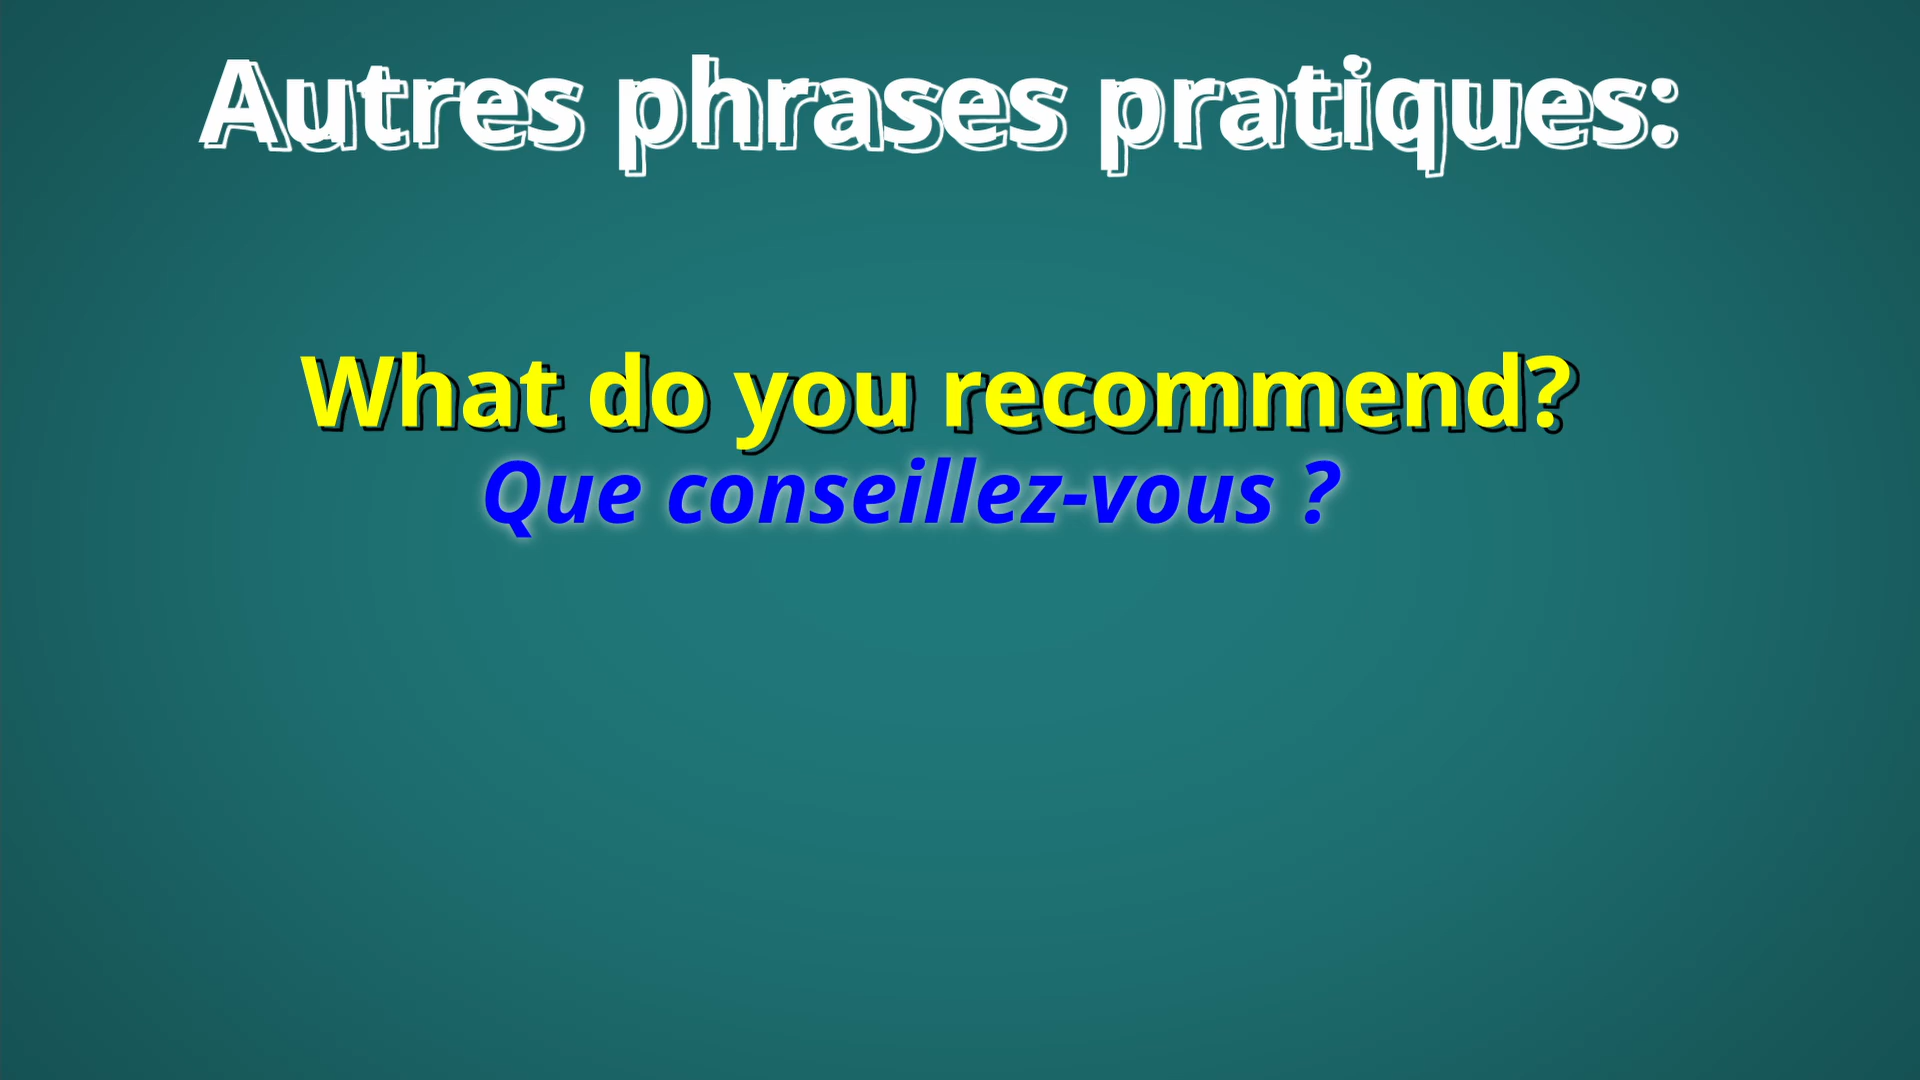 Autres phrases pratiques:
What do you recommend?
Que conseillez-vous ?